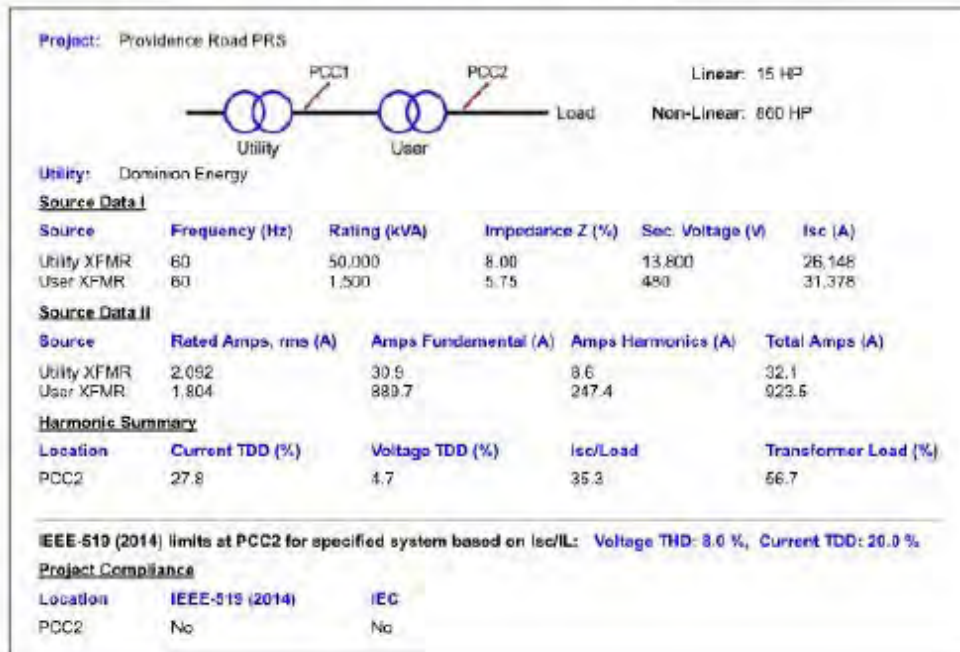 Project: Providence Road PRS
PCC1 PCC2 Linear: 15 HP
Load Non-Linear: 860 HP
Utility User
Utility: Dominion Energy
Source Data I
Source Frequency (Hz) Rating (kVA) Impedance Z (%) Sec. Voltage (V) Isc (A)
Utility XFMR 60 50,000 8.00 13,800 26,148
User XFMR 60 1,500 5.75 480 31,378
Source Data II
Source Rated Amps, rms (A) Amps Fundamental (A) Amps Harmonics (A) Total Amps (A)
Utility XFMR 2,092 30.9 8.6 32.1
User XFMR 1,804 889.7 247.4 923.5
Harmonic Summary
Location Current TDD (%) Voltage TDD (%) Isc/Load Transformer Load (%)
PCC2 27.8 4.7 35.3 56.7
IEEE-519 (2014) limits at PCC2 for specified system based on Isc/IL: Voltage THD: 8.0 %, Current TDD: 20.0 %
Project Compliance
Location IEEE-519 (2014) IEC
PCC2 No No